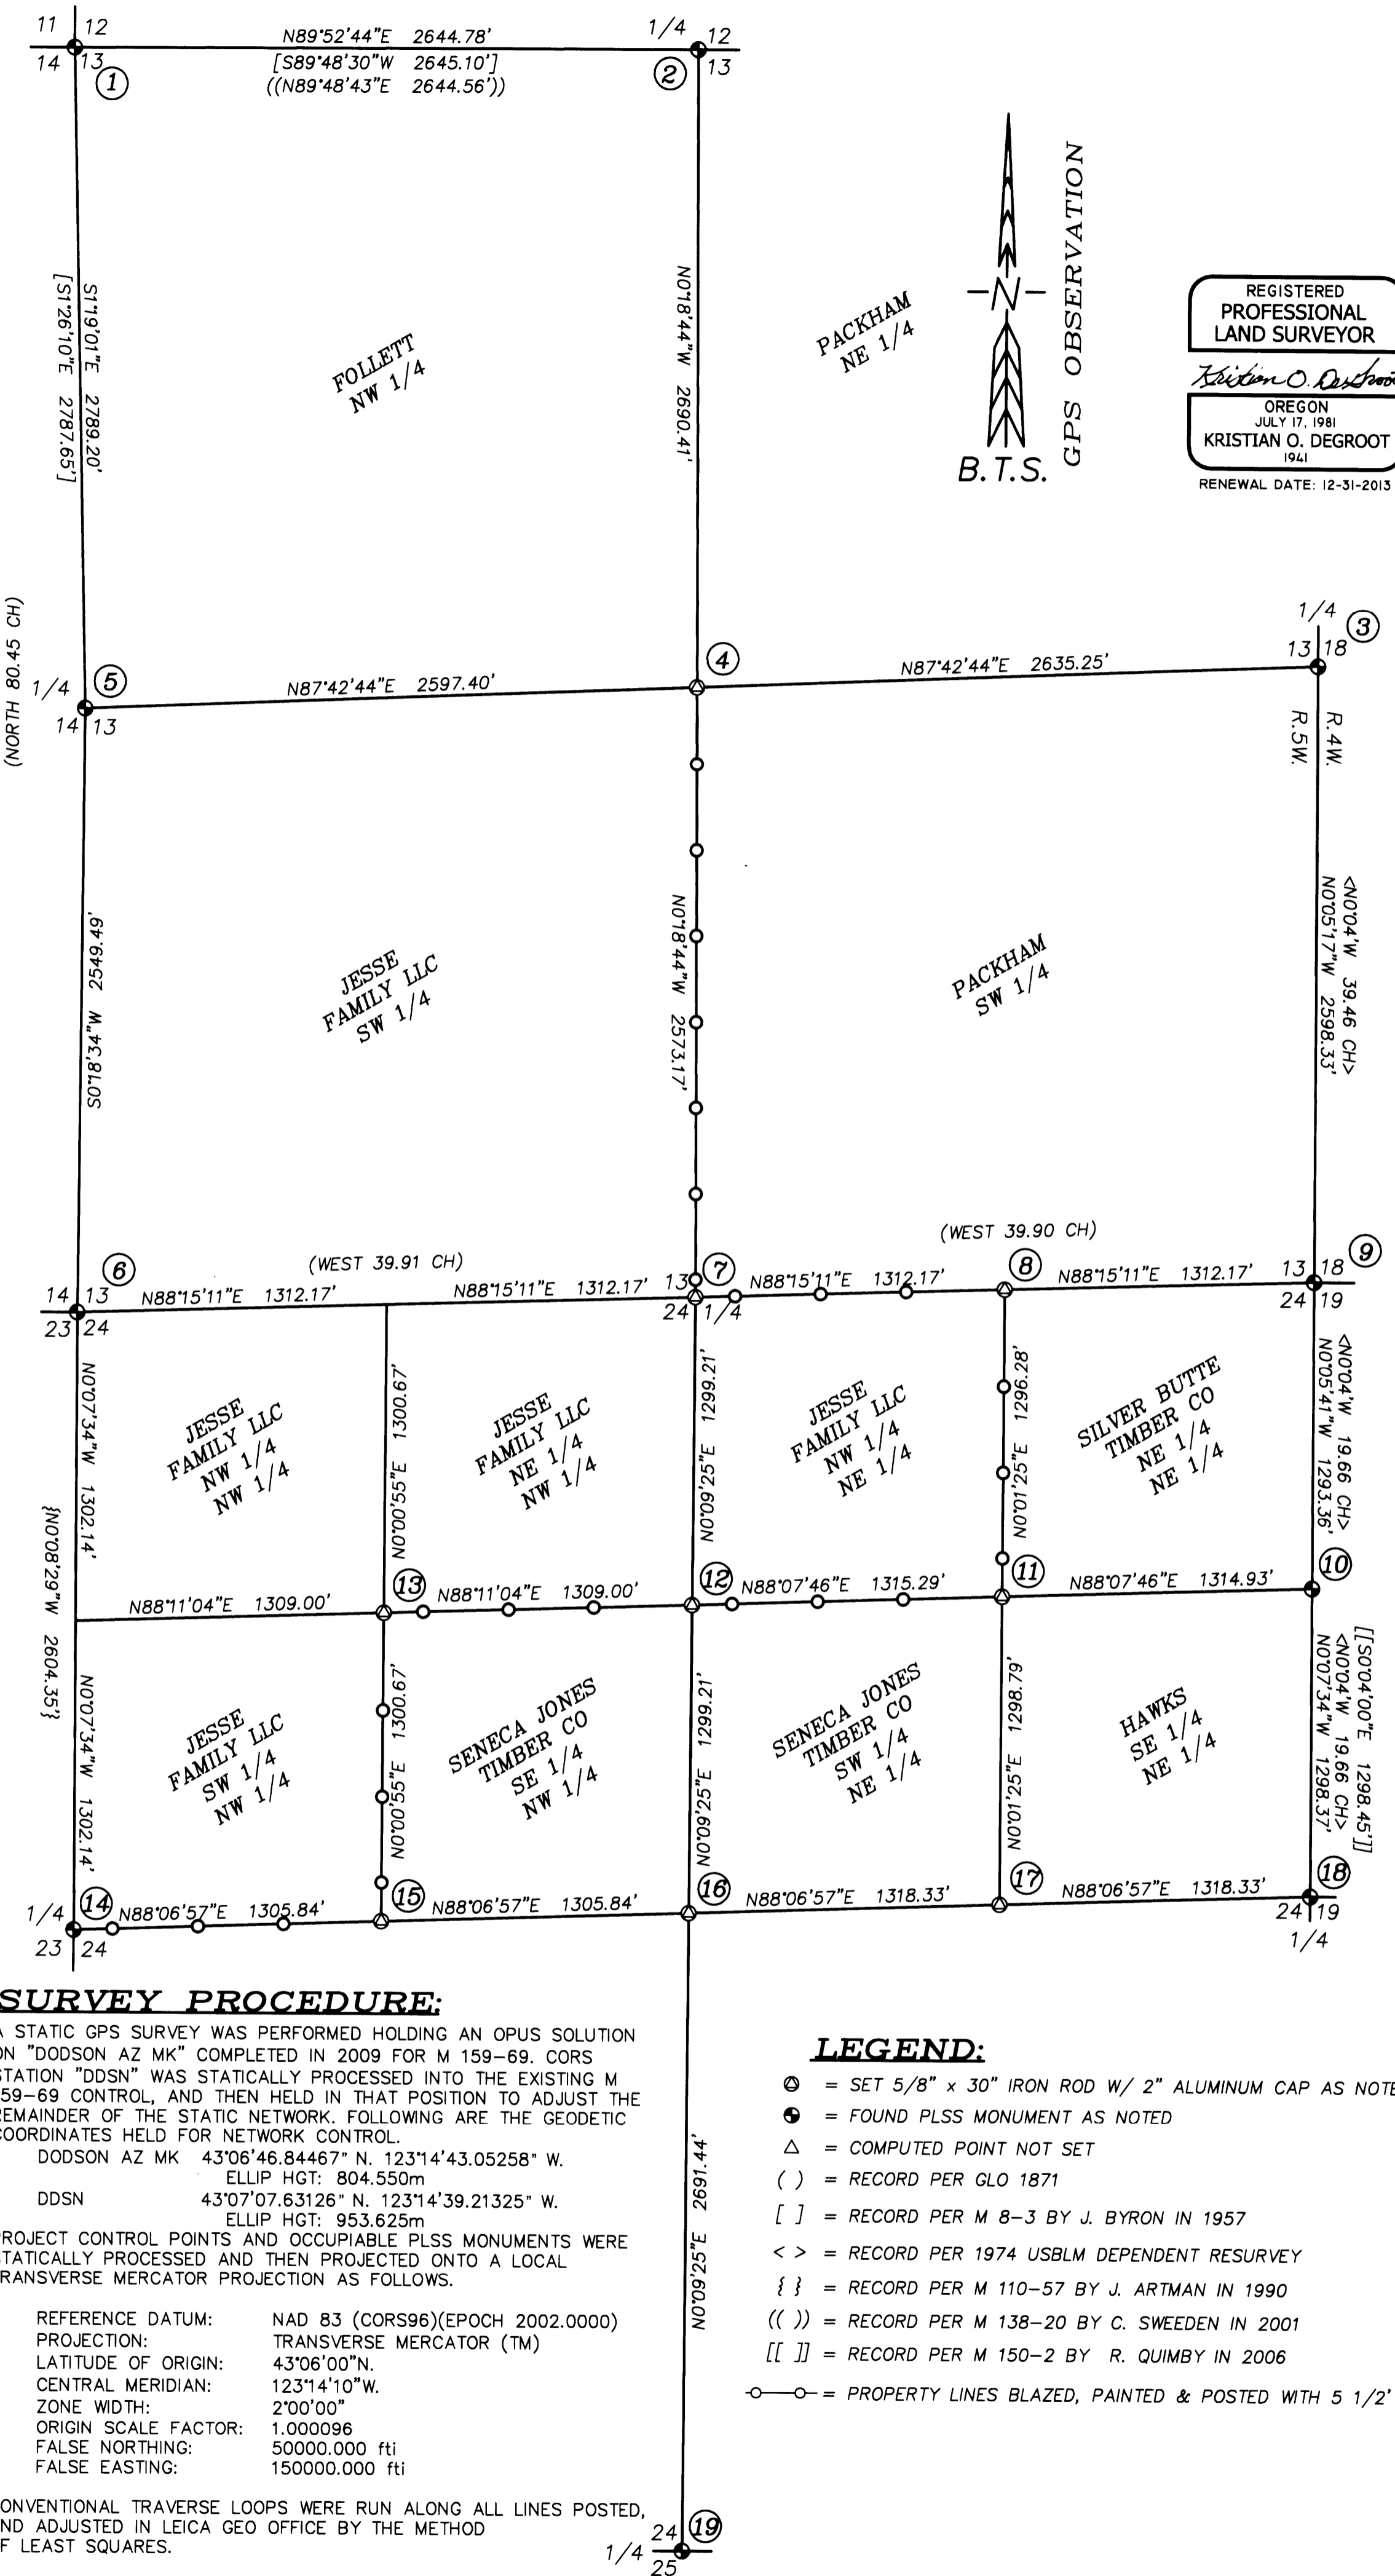 11 12
14 13
①
N89°52'44"E 2644.78'
[S89°48'30"W 2645.10']
((N89°48'43"E 2644.56'))
1/4 12
13
②
S1°19'01"E 2789.20'
[S1°26'10"E 2787.65']
FOLLETT
NW 1/4
N0°18'44"W 2690.41'
PACKHAM
NE 1/4
N
B.T.S.
GPS OBSERVATION
REGISTERED
PROFESSIONAL
LAND SURVEYOR
Kristian O. DeGroot
OREGON
JULY 17, 1981
KRISTIAN O. DEGROOT
1941
RENEWAL DATE: 12-31-2013
(NORTH 80.45 CH)
1/4
⑤
14 13
N87°42'44"E 2597.40'
④
N87°42'44"E 2635.25'
1/4
③
13 18
R.5W.
R.4W.
S0°18'34"W 2549.49'
JESSE
FAMILY LLC
SW 1/4
N0°18'44"W 2573.17'
PACKHAM
SW 1/4
<N0°04'W 39.46 CH>
N0°05'17"W 2598.33'
14 13
23 24
⑥
(WEST 39.91 CH)
N88°15'11"E 1312.17'
N88°15'11"E 1312.17'
13
24 1/4
⑦
(WEST 39.90 CH)
N88°15'11"E 1312.17'
⑧
N88°15'11"E 1312.17'
13 18
24 19
⑨
N0°07'34"W 1302.14'
JESSE
FAMILY LLC
NW 1/4
NW 1/4
N0°00'55"E 1300.67'
JESSE
FAMILY LLC
NE 1/4
NW 1/4
N0°09'25"E 1299.21'
JESSE
FAMILY LLC
NW 1/4
NE 1/4
N0°01'25"E 1296.28'
SILVER BUTTE
TIMBER CO
NE 1/4
NE 1/4
<N0°04'W 19.66 CH>
N0°05'41"W 1293.36'
{N0°08'29"W 2604.35'}
N88°11'04"E 1309.00'
⑬
N88°11'04"E 1309.00'
⑫
N88°07'46"E 1315.29'
⑪
N88°07'46"E 1314.93'
⑩
N0°07'34"W 1302.14'
JESSE
FAMILY LLC
SW 1/4
NW 1/4
N0°00'55"E 1300.67'
SENECA JONES
TIMBER CO
SE 1/4
NW 1/4
N0°09'25"E 1299.21'
SENECA JONES
TIMBER CO
SW 1/4
NE 1/4
N0°01'25"E 1298.79'
HAWKS
SE 1/4
NE 1/4
[[S0°04'00"E 1298.45']]
<N0°04'W 19.66 CH>
N0°07'34"W 1298.37'
1/4
23 24
⑭
N88°06'57"E 1305.84'
⑮
N88°06'57"E 1305.84'
⑯
N88°06'57"E 1318.33'
⑰
N88°06'57"E 1318.33'
⑱
24 19
1/4
N0°09'25"E 2691.44'
SURVEY PROCEDURE:
A STATIC GPS SURVEY WAS PERFORMED HOLDING AN OPUS SOLUTION
ON "DODSON AZ MK" COMPLETED IN 2009 FOR M 159-69. CORS
STATION "DDSN" WAS STATICALLY PROCESSED INTO THE EXISTING M
59-69 CONTROL, AND THEN HELD IN THAT POSITION TO ADJUST THE
REMAINDER OF THE STATIC NETWORK. FOLLOWING ARE THE GEODETIC
COORDINATES HELD FOR NETWORK CONTROL.
DODSON AZ MK 43°06'46.84467" N. 123°14'43.05258" W.
ELLIP HGT: 804.550m
DDSN 43°07'07.63126" N. 123°14'39.21325" W.
ELLIP HGT: 953.625m
PROJECT CONTROL POINTS AND OCCUPIABLE PLSS MONUMENTS WERE
STATICALLY PROCESSED AND THEN PROJECTED ONTO A LOCAL
TRANSVERSE MERCATOR PROJECTION AS FOLLOWS.
REFERENCE DATUM: NAD 83 (CORS96)(EPOCH 2002.0000)
PROJECTION: TRANSVERSE MERCATOR (TM)
LATITUDE OF ORIGIN: 43°06'00"N.
CENTRAL MERIDIAN: 123°14'10"W.
ZONE WIDTH: 2°00'00"
ORIGIN SCALE FACTOR: 1.000096
FALSE NORTHING: 50000.000 fti
FALSE EASTING: 150000.000 fti
CONVENTIONAL TRAVERSE LOOPS WERE RUN ALONG ALL LINES POSTED,
AND ADJUSTED IN LEICA GEO OFFICE BY THE METHOD
OF LEAST SQUARES.
LEGEND:
= SET 5/8" x 30" IRON ROD W/ 2" ALUMINUM CAP AS NOTE
= FOUND PLSS MONUMENT AS NOTED
= COMPUTED POINT NOT SET
( ) = RECORD PER GLO 1871
[ ] = RECORD PER M 8-3 BY J. BYRON IN 1957
< > = RECORD PER 1974 USBLM DEPENDENT RESURVEY
{ } = RECORD PER M 110-57 BY J. ARTMAN IN 1990
(( )) = RECORD PER M 138-20 BY C. SWEEDEN IN 2001
[[ ]] = RECORD PER M 150-2 BY R. QUIMBY IN 2006
= PROPERTY LINES BLAZED, PAINTED & POSTED WITH 5 1/2'
24
1/4
25
⑲